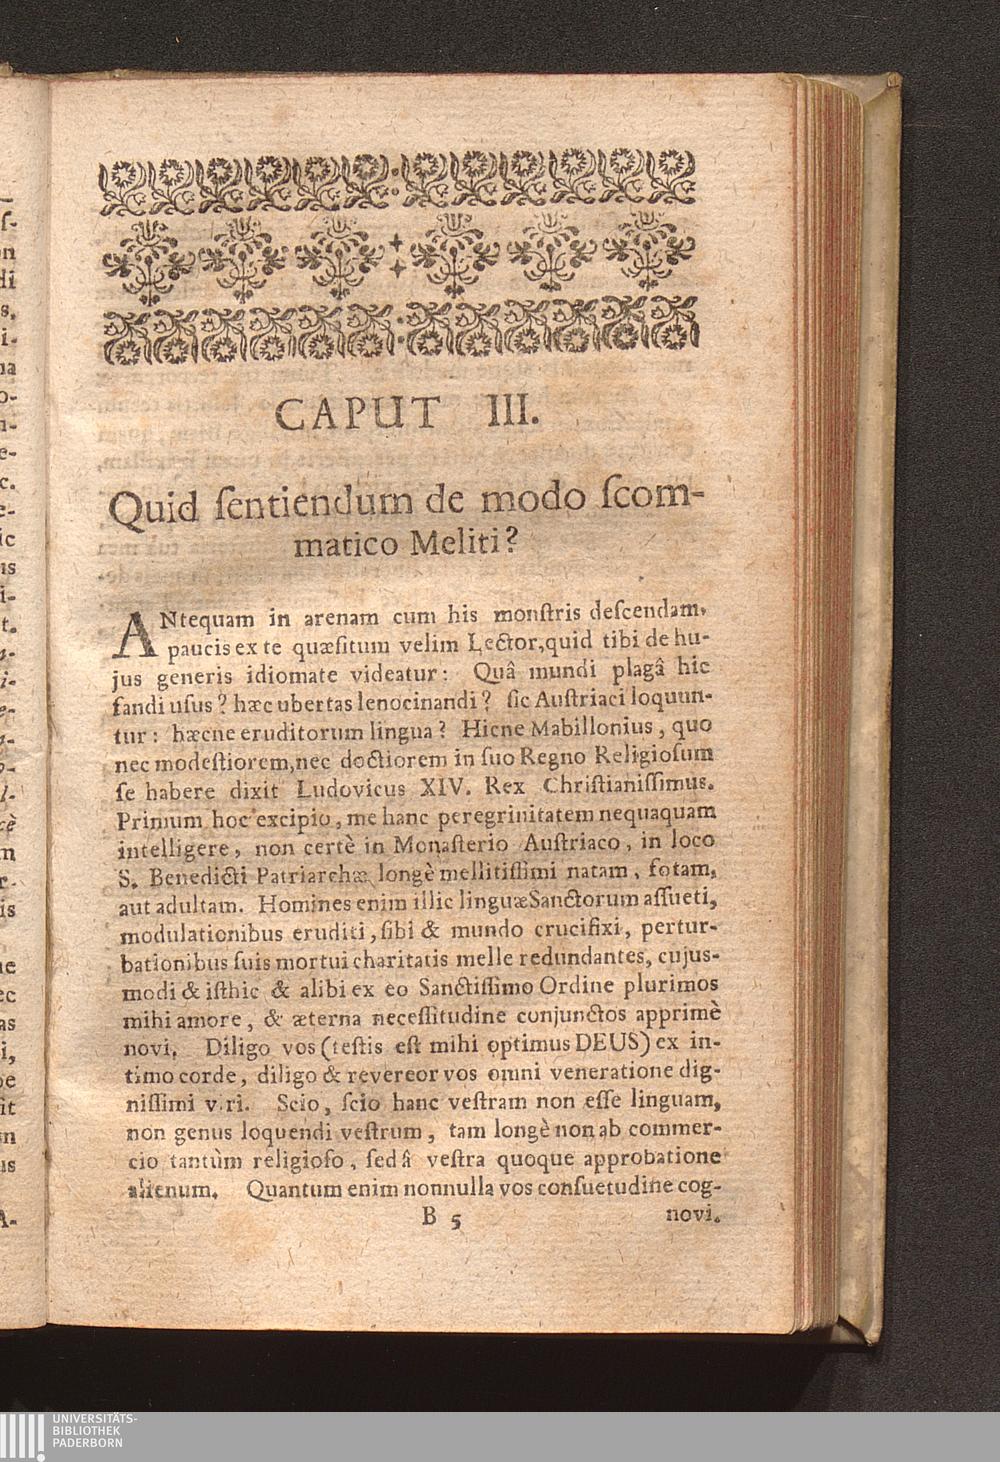 CAPUT III.
Quid ſentiendum de modo ſcom-
matico Meliti?
ANtequam in arenam cum his monſtris deſcendam,
paucis ex te quæſitum velim Lector, quid tibi de hu-
jus generis idiomate videatur: Quâ mundi plagâ hic
fandi uſus? hæc ubertas lenocinandi? ſic Auſtriaci loquun-
tur: hæcne eruditorum lingua? Hicne Mabillonius, quo
nec modeſtiorem, nec doctiorem in ſuo Regno Religioſum
ſe habere dixit Ludovicus XIV. Rex Chriſtianiſſimus.
Primum hoc excipio, me hanc peregrinitatem nequaquam
intelligere, non certè in Monaſterio Auſtriaco, in loco
S. Benedicti Patriarchæ longè mellitiſſimi natam, fotam,
aut adultam. Homines enim illic linguæ Sanctorum aſſueti,
modulationibus eruditi, ſibi & mundo crucifixi, pertur-
bationibus ſuis mortui charitatis melle redundantes, cujus-
modi & iſthic & alibi ex eo Sanctiſſimo Ordine plurimos
mihi amore, & æterna neceſſitudine conjunctos apprimè
novi. Diligo vos (teſtis eſt mihi optimus DEUS) ex in-
timo corde, diligo & revereor vos omni veneratione dig-
niſſimi v.ri. Scio, ſcio hanc veſtram non eſſe linguam,
non genus loquendi veſtrum, tam longè non ab commer-
cio tantùm religioſo, ſed â veſtra quoque approbatione
alienum. Quantum enim nonnulla vos conſuetudine cog-
B 5 novi.
UNIVERSITÄTS-
BIBLIOTHEK
PADERBORN